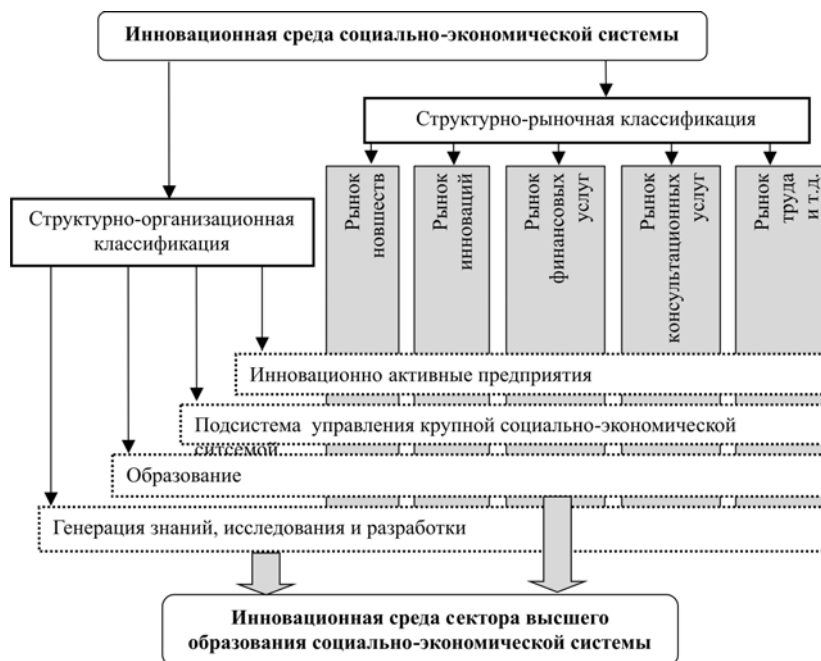 Инновационная среда социально-экономической системы
Структурно-рыночная классификация
Рынок
новшеств
Рынок
инноваций
Рынок
финансовых
услуг
Рынок
консультационных
услуг
Рынок
труда
и т.д.
Структурно-организационная
классификация
Инновационно активные предприятия
Подсистема управления крупной социально-экономической
ситсемой
Образование
Генерация знаний, исследования и разработки
Инновационная среда сектора высшего
образования социально-экономической системы